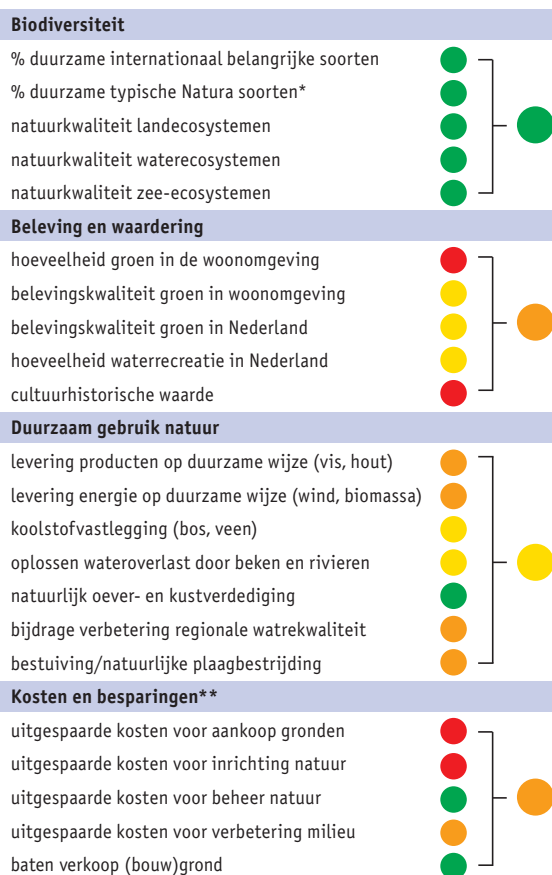 Biodiversiteit
% duurzame internationaal belangrijke soorten
% duurzame typische Natura soorten*
natuurkwaliteit landecosystemen
natuurkwaliteit waterecosystemen
natuurkwaliteit zee-ecosystemen
Beleving en waardering
hoeveelheid groen in de woonomgeving
belevingskwaliteit groen in woonomgeving
belevingskwaliteit groen in Nederland
hoeveelheid waterrecreatie in Nederland
cultuurhistorische waarde
Duurzaam gebruik natuur
levering producten op duurzame wijze (vis, hout)
levering energie op duurzame wijze (wind, biomassa)
koolstofvastlegging (bos, veen)
oplossen wateroverlast door beken en rivieren
natuurlijk oever- en kustverdediging
bijdrage verbetering regionale watrekwaliteit
bestuiving/natuurlijke plaagbestrijding
Kosten en besparingen**
uitgespaarde kosten voor aankoop gronden
uitgespaarde kosten voor inrichting natuur
uitgespaarde kosten voor beheer natuur
uitgespaarde kosten voor verbetering milieu
baten verkoop (bouw)grond